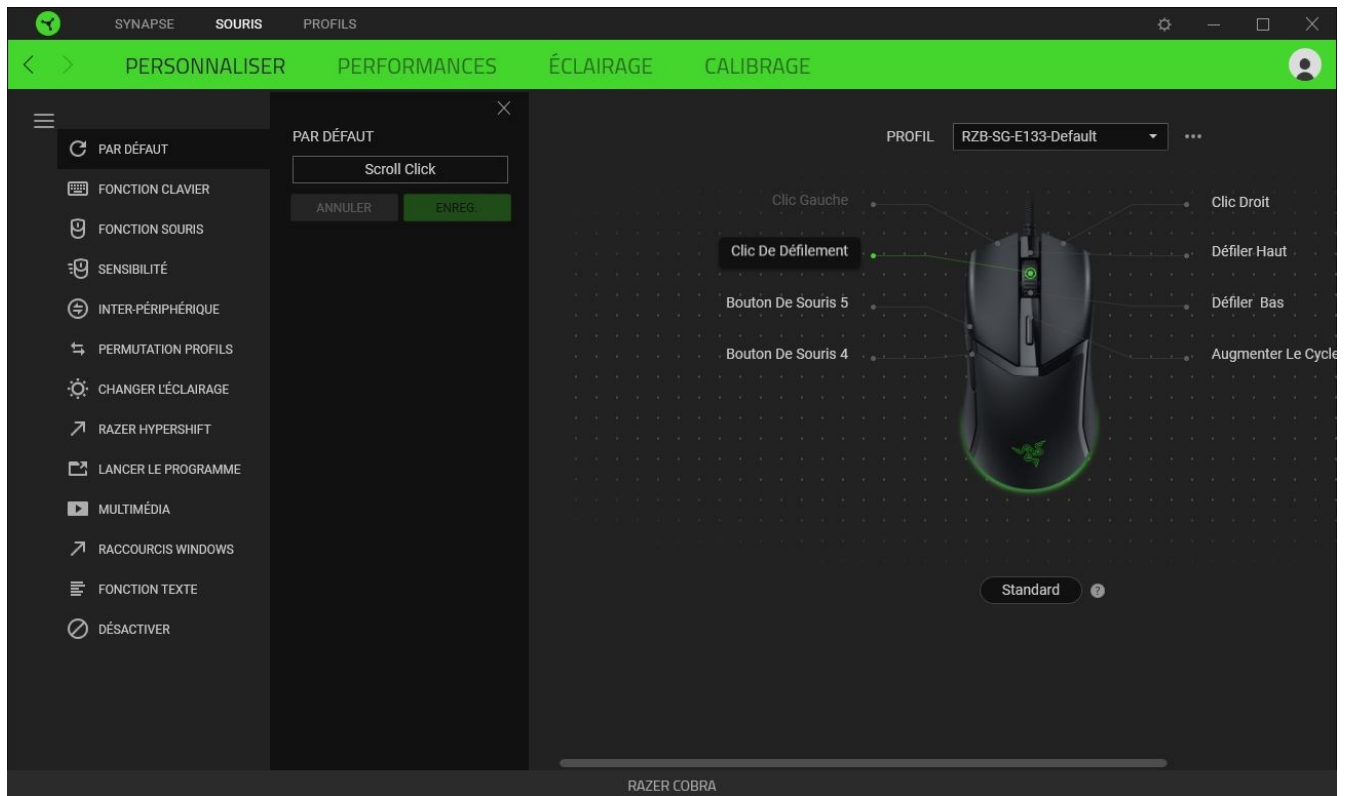 SYNAPSE SOURIS PROFILS
PERSONNALISER PERFORMANCES ÉCLAIRAGE CALIBRAGE
PAR DÉFAUT
FONCTION CLAVIER
FONCTION SOURIS
SENSIBILITÉ
INTER-PÉRIPHÉRIQUE
PERMUTATION PROFILS
CHANGER L'ÉCLAIRAGE
RAZER HYPERSHIFT
LANCER LE PROGRAMME
MULTIMÉDIA
RACCOURCIS WINDOWS
FONCTION TEXTE
DÉSACTIVER
PAR DÉFAUT
Scroll Click
ANNULER ENREG.
PROFIL RZB-SG-E133-Default
Clic Gauche
Clic De Défilement
Bouton De Souris 5
Bouton De Souris 4
Clic Droit
Défiler Haut
Défiler Bas
Augmenter Le Cycle
Standard ?
RAZER COBRA